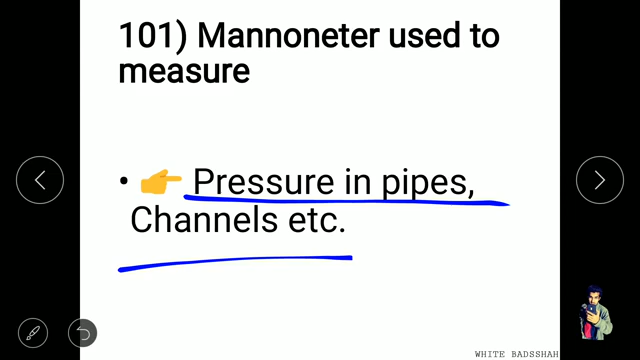 101) Mannoneter used to
measure
• 👉 Pressure in pipes,
Channels etc.
WHITE BADSSHAH